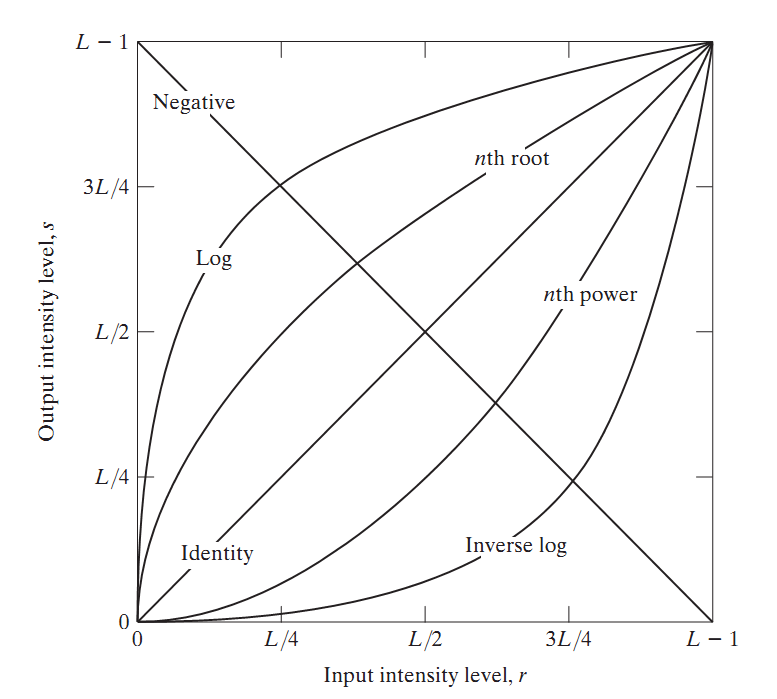 L − 1
Negative
nth root
3L/4
Log
nth power
Output intensity level, s
L/2
L/4
Identity
Inverse log
0
0
L/4
L/2
3L/4
L − 1
Input intensity level, r